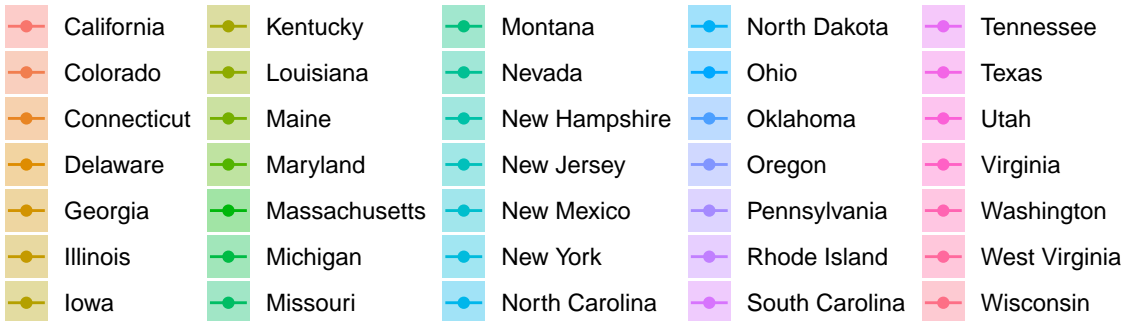 California
Colorado
Connecticut
Delaware
Georgia
Illinois
Iowa
Kentucky
Louisiana
Maine
Maryland
Massachusetts
Michigan
Missouri
Montana
Nevada
New Hampshire
New Jersey
New Mexico
New York
North Carolina
North Dakota
Ohio
Oklahoma
Oregon
Pennsylvania
Rhode Island
South Carolina
Tennessee
Texas
Utah
Virginia
Washington
West Virginia
Wisconsin